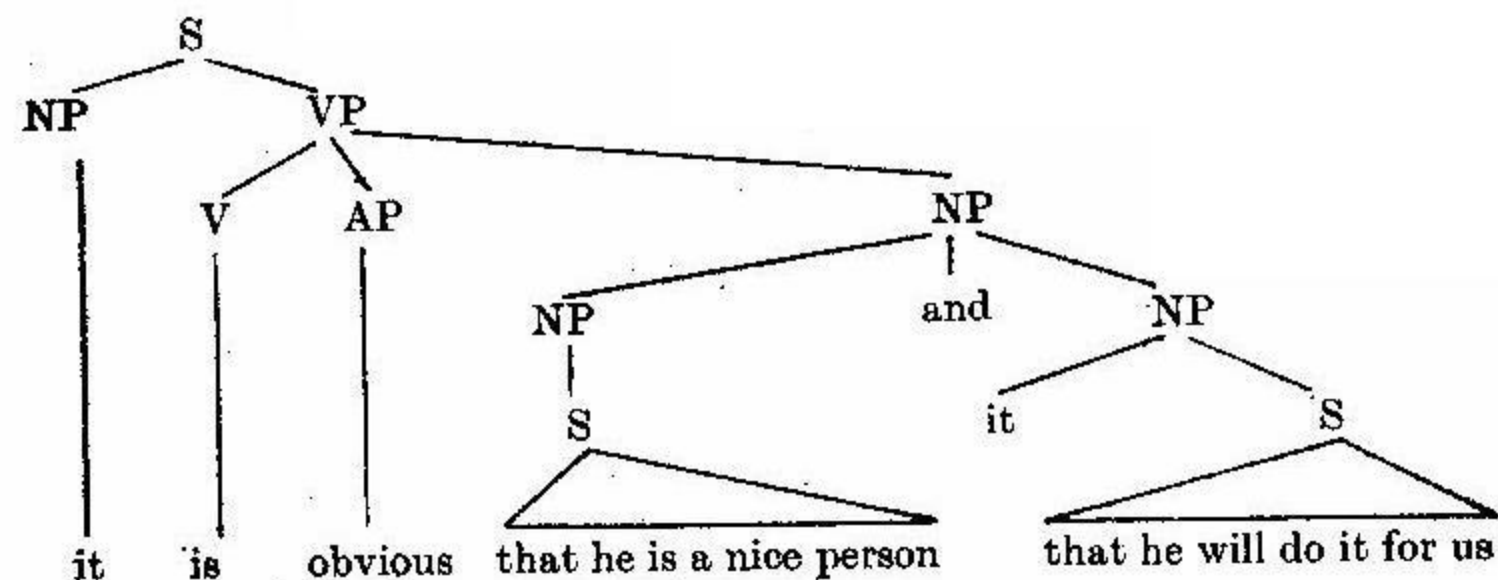 S
NP VP
V AP NP
NP and NP
S it S
it is obvious that he is a nice person that he will do it for us